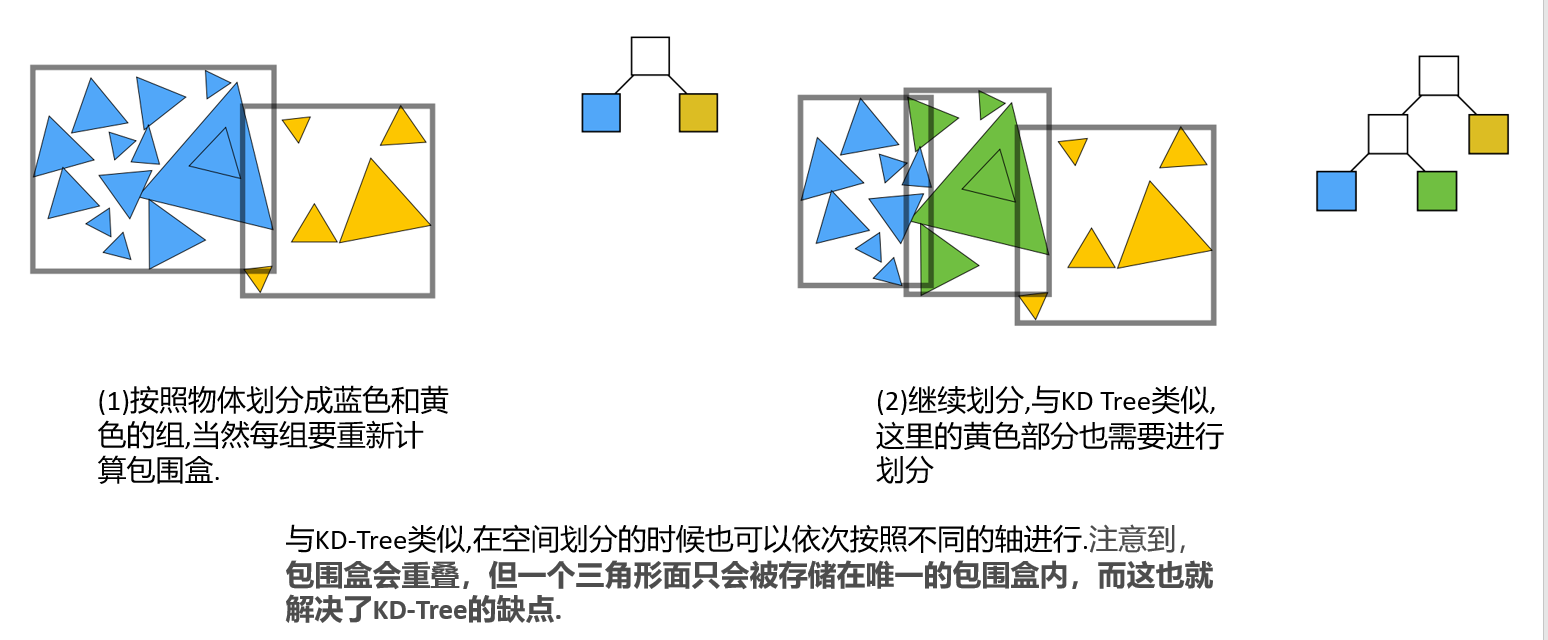 (1)按照物体划分成蓝色和黄
色的组,当然每组要重新计
算包围盒.
(2)继续划分,与KD Tree类似,
这里的黄色部分也需要进行
划分
与KD-Tree类似,在空间划分的时候也可以依次按照不同的轴进行.注意到，
包围盒会重叠，但一个三角形面只会被存储在唯一的包围盒内，而这也就
解决了KD-Tree的缺点.